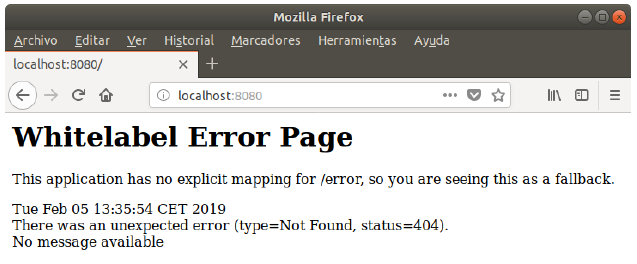 Mozilla Firefox
Archivo Editar Ver Historial Marcadores Herramientas Ayuda
localhost:8080/
localhost:8080
Whitelabel Error Page
This application has no explicit mapping for /error, so you are seeing this as a fallback.
Tue Feb 05 13:35:54 CET 2019
There was an unexpected error (type=Not Found, status=404).
No message available